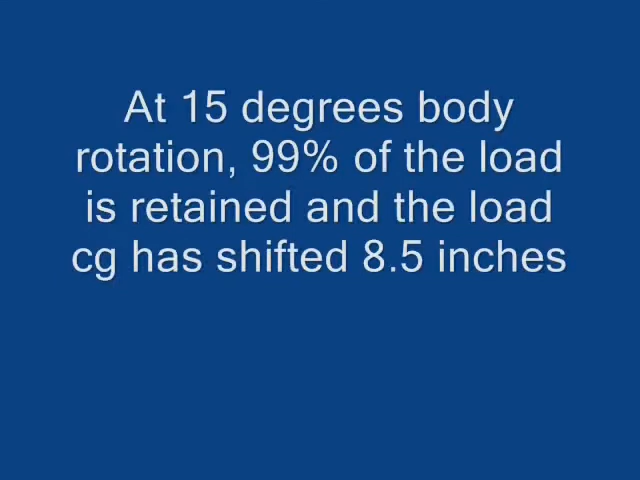 At 15 degrees body
rotation, 99% of the load
is retained and the load
cg has shifted 8.5 inches